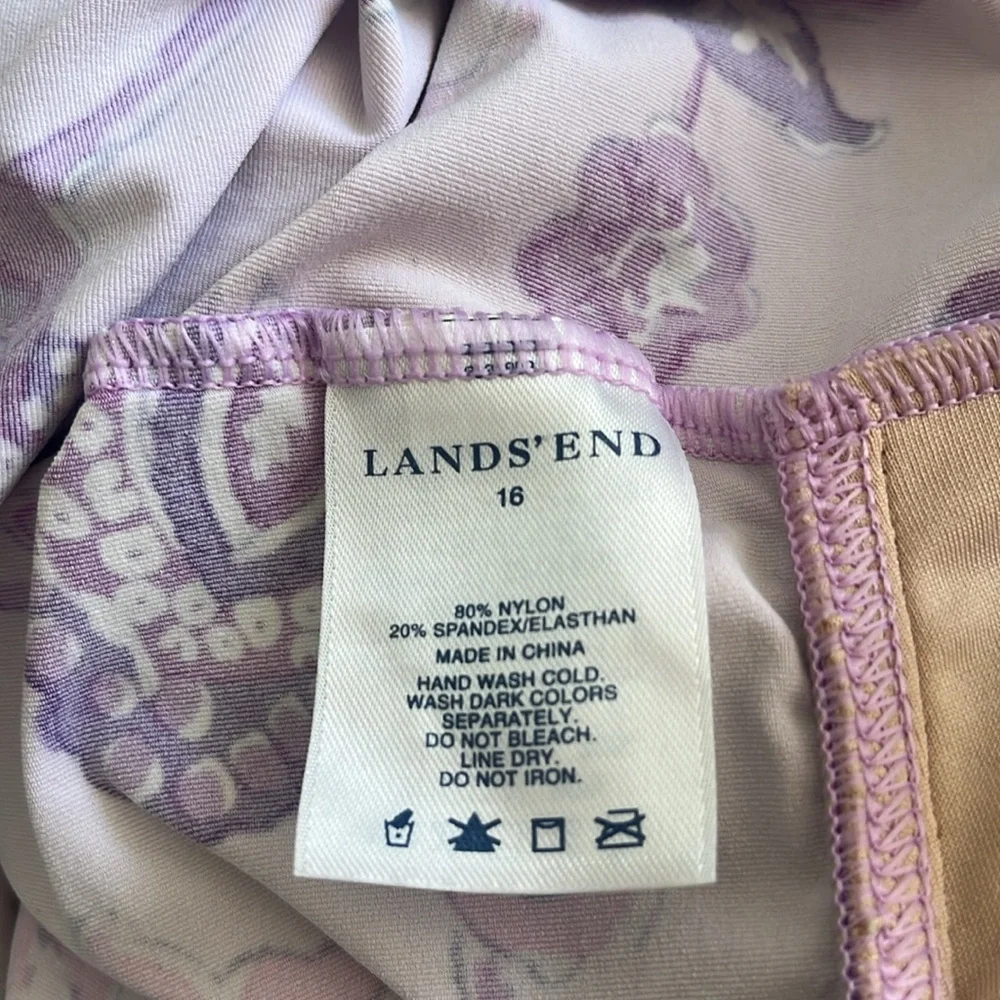 LANDS' END
16
80% NYLON
20% SPANDEX/ELASTHAN
MADE IN CHINA
HAND WASH COLD.
WASH DARK COLORS
SEPARATELY.
DO NOT BLEACH.
LINE DRY.
DO NOT IRON.